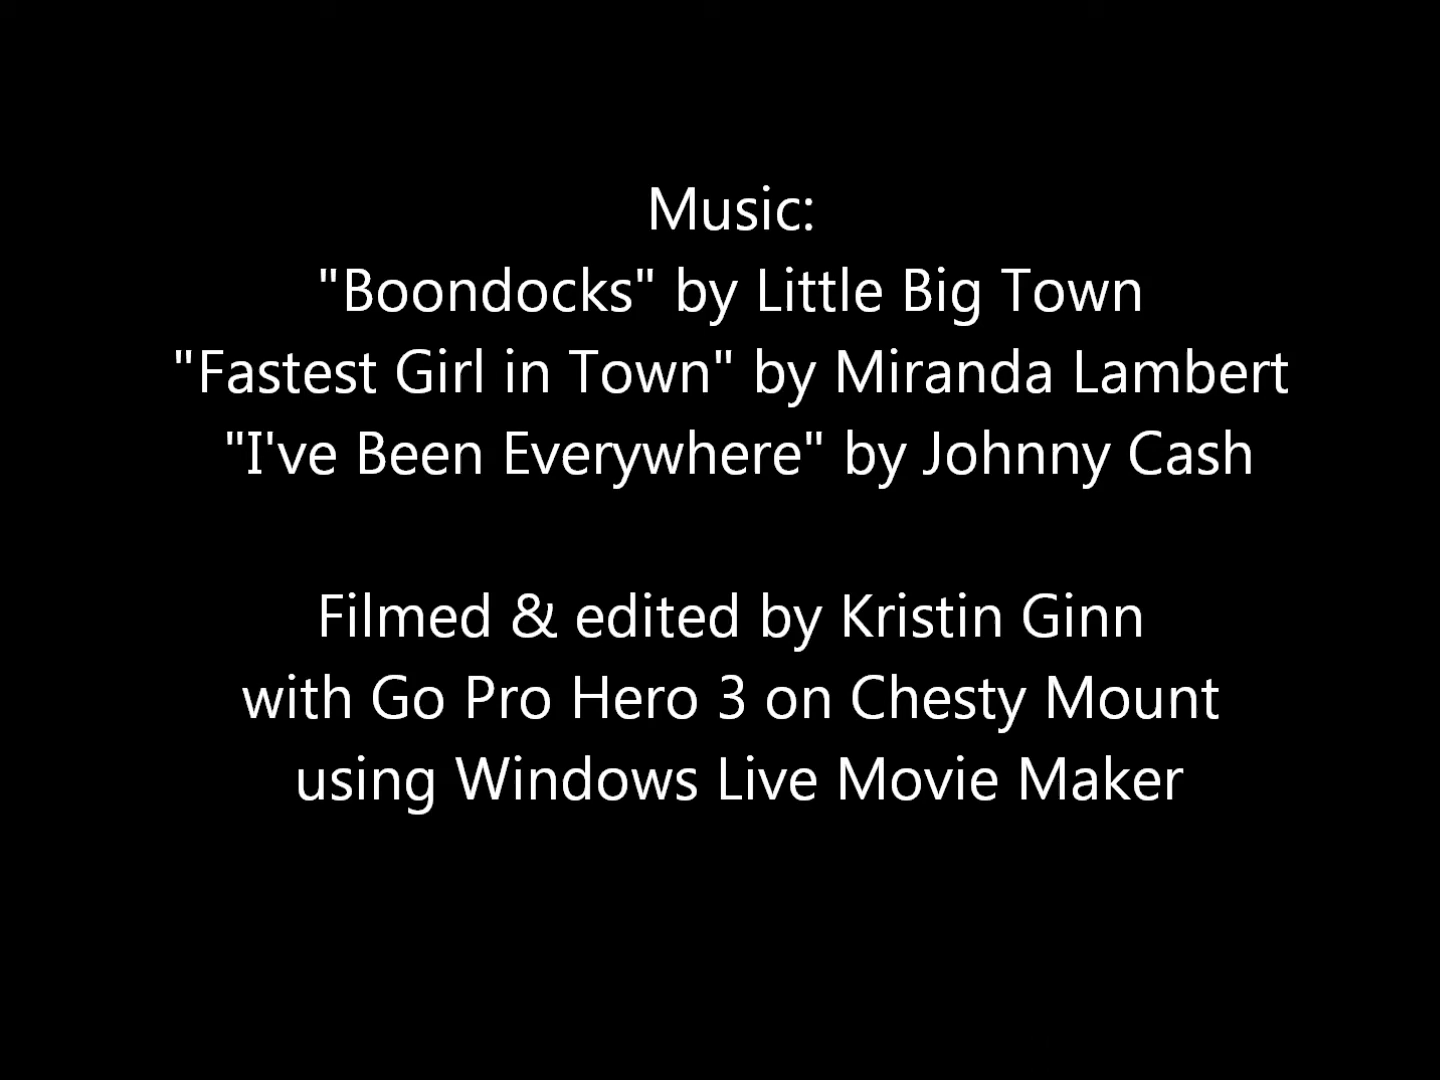 Music:
"Boondocks" by Little Big Town
"Fastest Girl in Town" by Miranda Lambert
"I've Been Everywhere" by Johnny Cash
Filmed & edited by Kristin Ginn
with Go Pro Hero 3 on Chesty Mount
using Windows Live Movie Maker